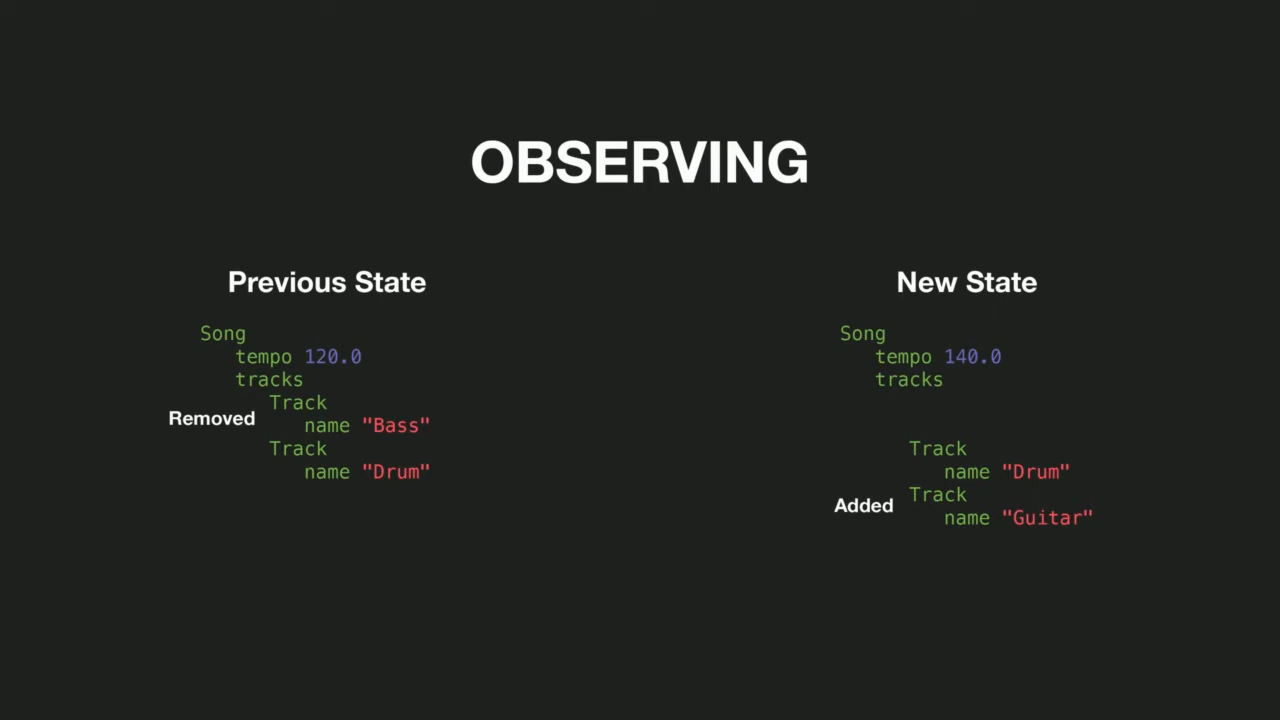 OBSERVING
Previous State
Song
tempo 120.0
tracks
Track
Removed
name "Bass"
Track
name "Drum"
New State
Song
tempo 140.0
tracks
Track
name "Drum"
Track
Added
name "Guitar"